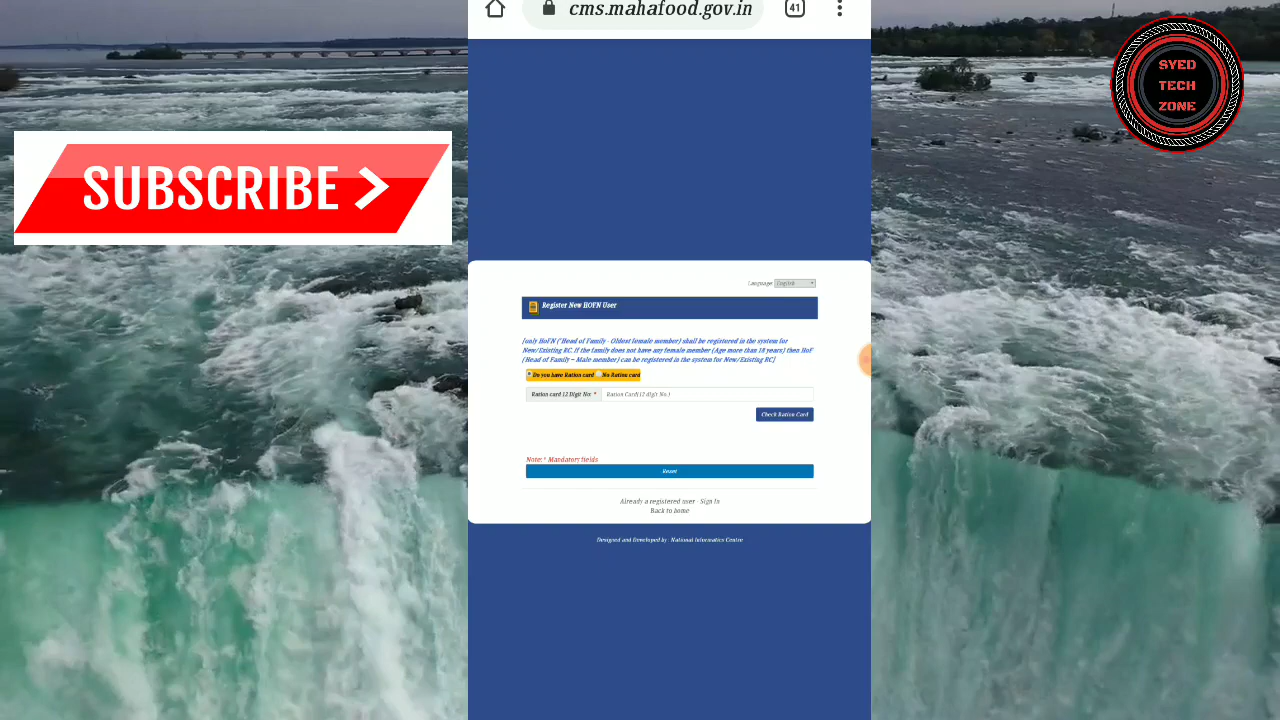 cms.mahafood.gov.in
41
SYED
TECH
ZONE
SUBSCRIBE >
Language: English
Register New HOFN User
[only HoFN ("Head of Family - Oldest female member) shall be registered in the system for
New/Existing RC. If the family does not have any female member (Age more than 18 years) then HoF
(Head of Family – Male member) can be registered in the system for New/Existing RC]
Do you have Ration card No Ration card
Ration card 12 Digit No: * Ration Card(12 digit No.)
Check Ration Card
Note:* Mandatory fields
Reset
Already a registered user - Sign In
Back to home
Designed and Developed by : National Informatics Centre